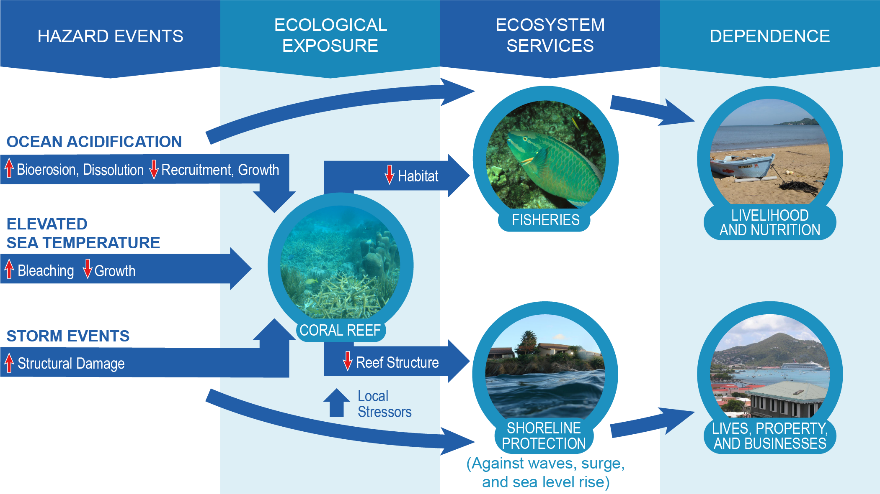 HAZARD EVENTS
ECOLOGICAL
EXPOSURE
ECOSYSTEM
SERVICES
DEPENDENCE
OCEAN ACIDIFICATION
Bioerosion, Dissolution Recruitment, Growth
Habitat
FISHERIES
LIVELIHOOD
AND NUTRITION
ELEVATED
SEA TEMPERATURE
Bleaching Growth
CORAL REEF
STORM EVENTS
Structural Damage
Reef Structure
Local
Stressors
SHORELINE
PROTECTION
(Against waves, surge,
and sea level rise)
LIVES, PROPERTY,
AND BUSINESSES